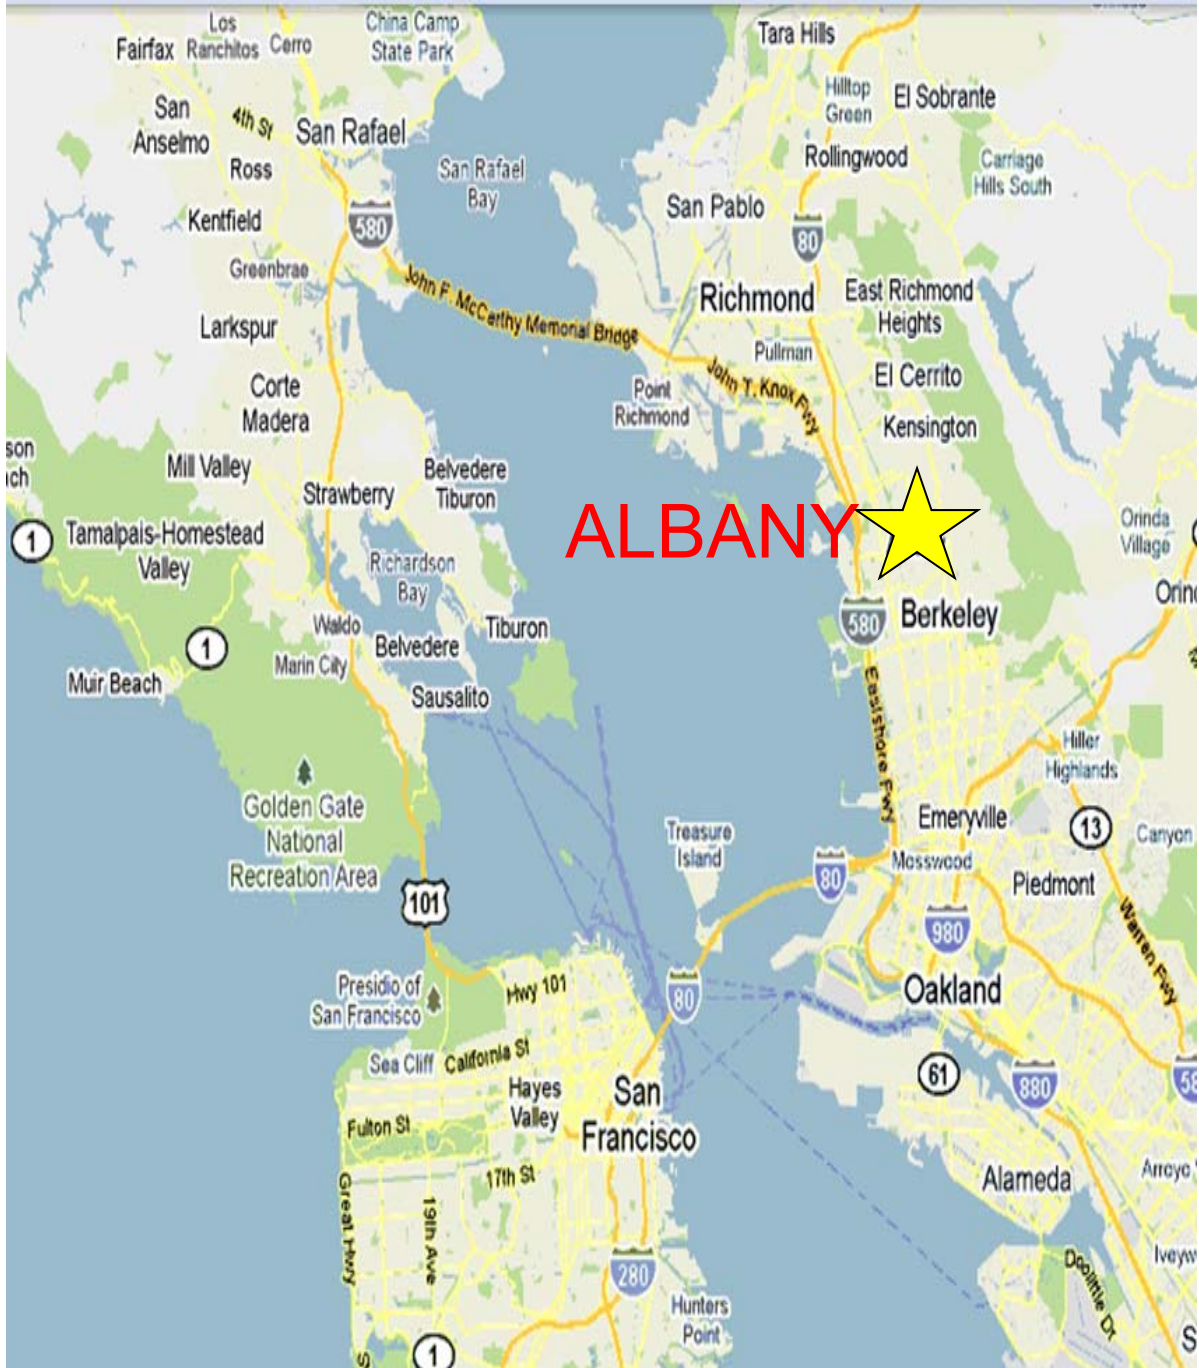 Los
Ranchitos
Fairfax
Cerro
China Camp
State Park
Tara Hills
San
Anselmo
4th St
San Rafael
Hilltop
Green
El Sobrante
Ross
San Rafael
Bay
Rollingwood
Carriage
Hills South
Kentfield
580
San Pablo
80
Greenbrae
John F. McCarthy Memorial Bridge
Richmond
East Richmond
Heights
Larkspur
Pullman
John T. Knox Fwy
El Cerrito
Corte
Madera
Point
Richmond
Kensington
son
ach
Mill Valley
Strawberry
Belvedere
Tiburon
ALBANY
1
Tamalpais-Homestead
Valley
Richardson
Bay
Orinda
Village
Orin
580
Berkeley
Waldo
1
Marin City
Belvedere
Tiburon
Muir Beach
Sausalito
Eastshore Fwy
Hiller
Highlands
Golden Gate
National
Recreation Area
Treasure
Island
Emeryville
13
Canyon
Mosswood
80
Piedmont
101
980
Warren Fwy
Presidio of
San Francisco
Hwy 101
80
Oakland
Sea Cliff
California St
61
880
58
Hayes
Valley
San
Francisco
Fulton St
17th St
Alameda
Arroyo
Great Hwy
19th Ave
280
Doolittle Dr
Iveyw
Hunters
Point
1
S
S